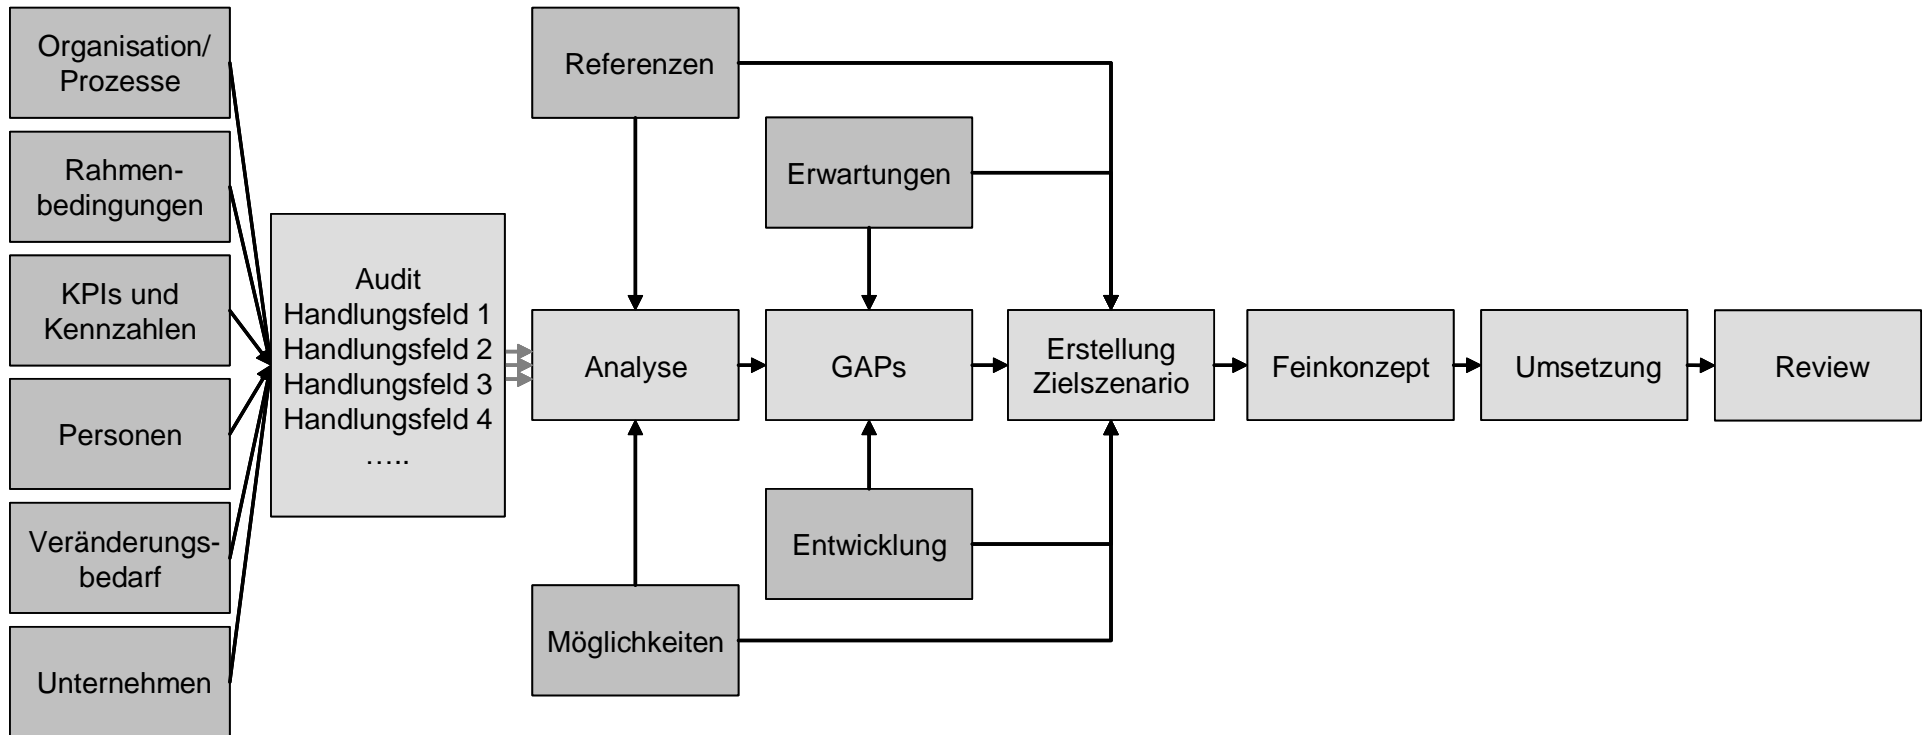 Organisation/
Prozesse
Rahmen-
bedingungen
KPIs und
Kennzahlen
Personen
Veränderungs-
bedarf
Unternehmen
Audit
Handlungsfeld 1
Handlungsfeld 2
Handlungsfeld 3
Handlungsfeld 4
…..
Referenzen
Analyse
Möglichkeiten
Erwartungen
GAPs
Entwicklung
Erstellung
Zielszenario
Feinkonzept
Umsetzung
Review